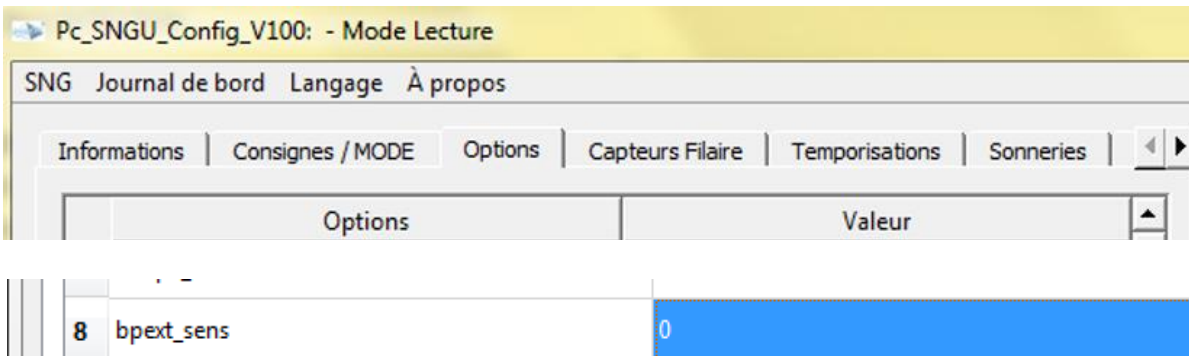 Pc_SNGU_Config_V100: - Mode Lecture
SNG Journal de bord Langage À propos
Informations Consignes / MODE Options Capteurs Filaire Temporisations Sonneries
Options Valeur
8 bpext_sens 0